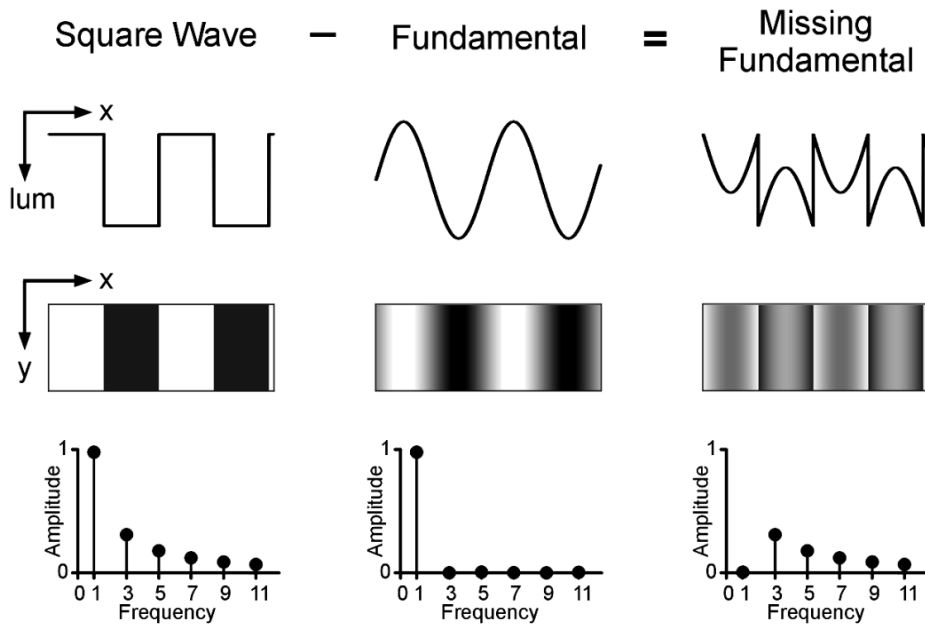 Square Wave – Fundamental = Missing Fundamental
x
lum
x
y
1
Amplitude
0
0 1 3 5 7 9 11
Frequency
1
Amplitude
0
0 1 3 5 7 9 11
Frequency
1
Amplitude
0
0 1 3 5 7 9 11
Frequency